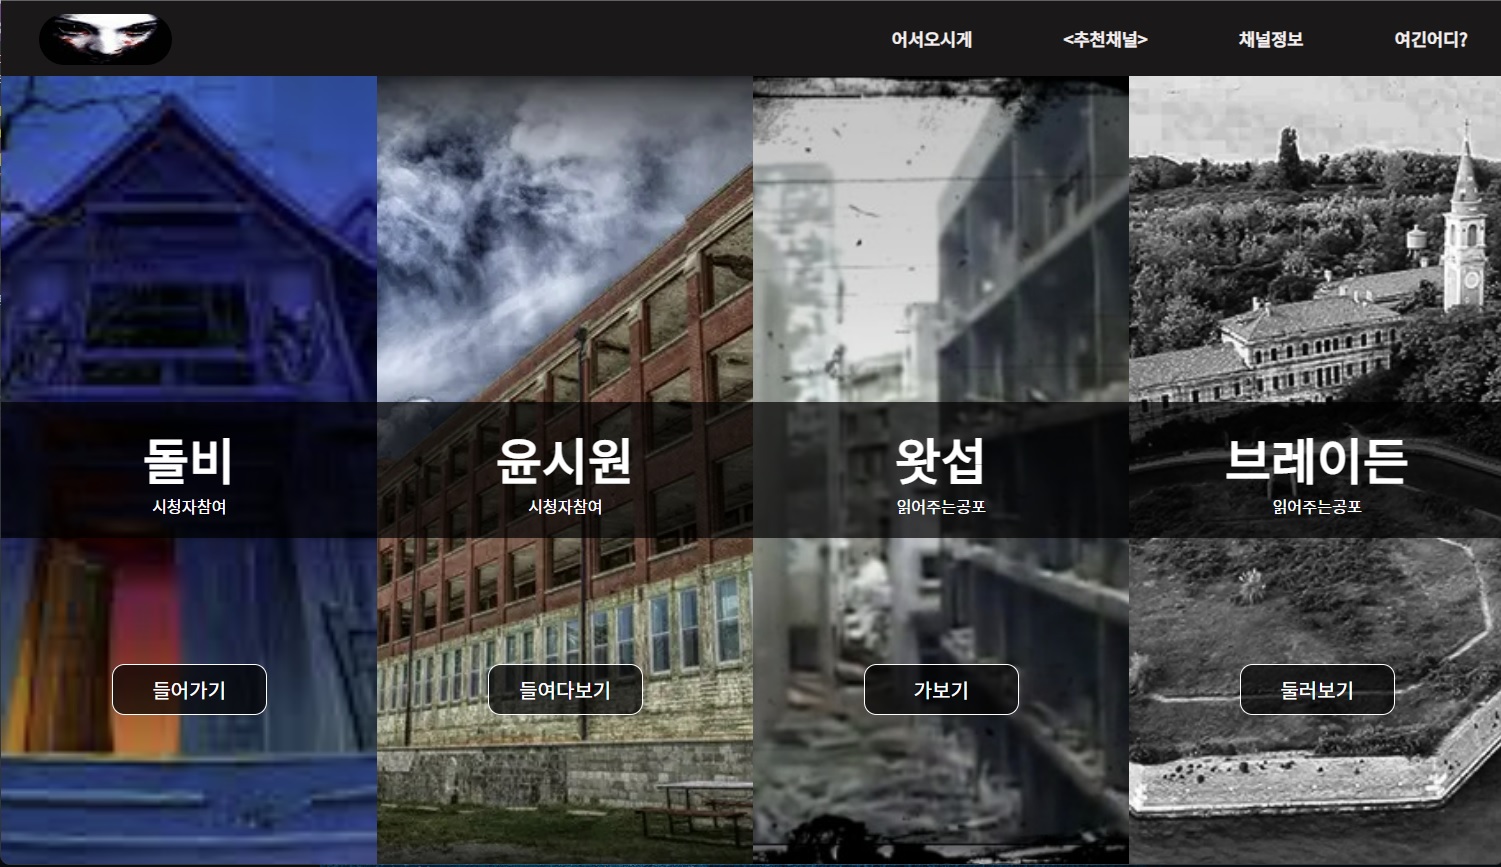 어서오시게
<추천채널>
채널정보
여긴어디?
돌비
시청자참여
들어가기
윤시원
시청자참여
들여다보기
왓섭
읽어주는공포
가보기
브레이든
읽어주는공포
둘러보기